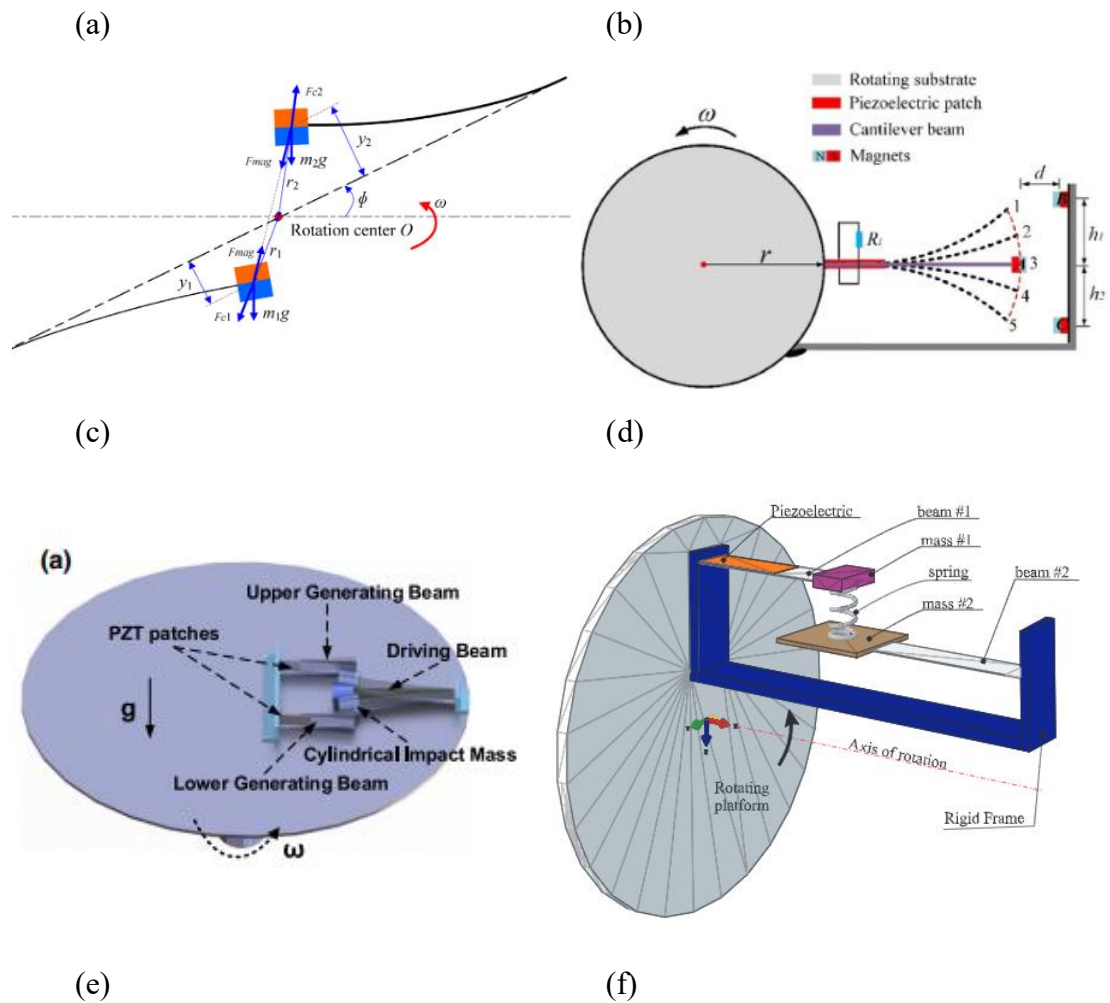 (a)
(b)
Fc2
y2
Fmag
m2g
r2
ϕ
ω
Rotation center O
Fmag
r1
y1
Fc1
m1g
Rotating substrate
Piezoelectric patch
Cantilever beam
N S Magnets
ω
d
1
2
3
4
5
r
h1
h2
(c)
(d)
(a)
Upper Generating Beam
PZT patches
Driving Beam
g
Cylindrical Impact Mass
Lower Generating Beam
ω
Piezoelectric
beam #1
mass #1
spring
beam #2
mass #2
Axis of rotation
Rotating
platform
Rigid Frame
(e)
(f)